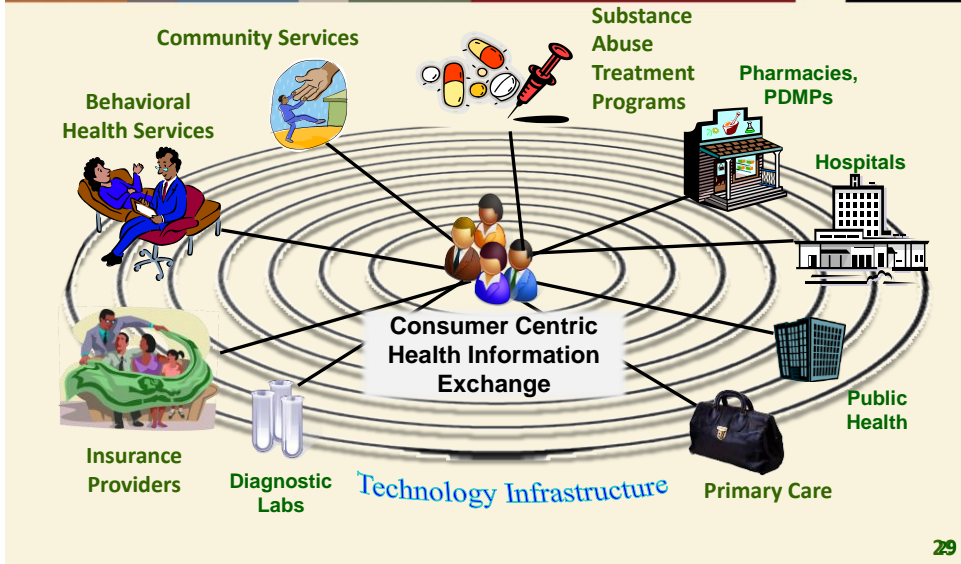 Community Services
Substance
Abuse
Treatment
Programs
Pharmacies,
PDMPs
Behavioral
Health Services
Hospitals
Consumer Centric
Health Information
Exchange
Public
Health
Insurance
Providers
Diagnostic
Labs
Technology Infrastructure
Primary Care
29